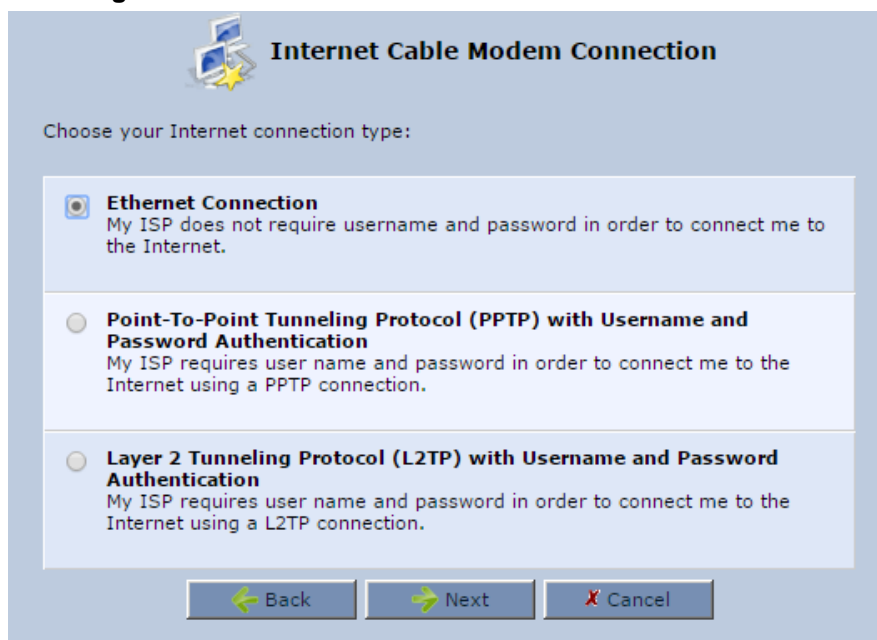 Internet Cable Modem Connection
Choose your Internet connection type:
Ethernet Connection
My ISP does not require username and password in order to connect me to
the Internet.
Point-To-Point Tunneling Protocol (PPTP) with Username and
Password Authentication
My ISP requires user name and password in order to connect me to the
Internet using a PPTP connection.
Layer 2 Tunneling Protocol (L2TP) with Username and Password
Authentication
My ISP requires user name and password in order to connect me to the
Internet using a L2TP connection.
Back Next Cancel